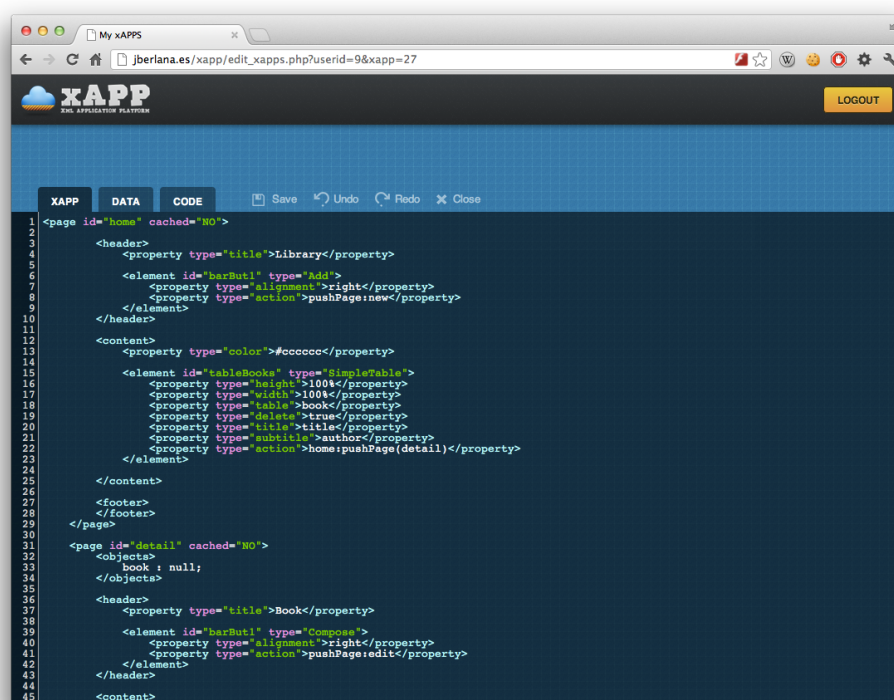 My xAPPS
jberlana.es/xapp/edit_xapps.php?userid=9&xapp=27
W
xAPP
XML APPLICATION PLATFORM
LOGOUT
XAPP DATA CODE Save Undo Redo Close
1 <page id="home" cached="NO">
2
3 <header>
4 <property type="title">Library</property>
5
6 <element id="barBut1" type="Add">
7 <property type="alignment">right</property>
8 <property type="action">pushPage:new</property>
9 </element>
10 </header>
11
12 <content>
13 <property type="color">#cccccc</property>
14
15 <element id="tableBooks" type="SimpleTable">
16 <property type="height">100%</property>
17 <property type="width">100%</property>
18 <property type="table">book</property>
19 <property type="delete">true</property>
20 <property type="title">title</property>
21 <property type="subtitle">author</property>
22 <property type="action">home:pushPage(detail)</property>
23 </element>
24
25 </content>
26
27 <footer>
28 </footer>
29 </page>
30
31 <page id="detail" cached="NO">
32 <objects>
33 book : null;
34 </objects>
35
36 <header>
37 <property type="title">Book</property>
38
39 <element id="barBut1" type="Compose">
40 <property type="alignment">right</property>
41 <property type="action">pushPage:edit</property>
42 </element>
43 </header>
44
45 <content>